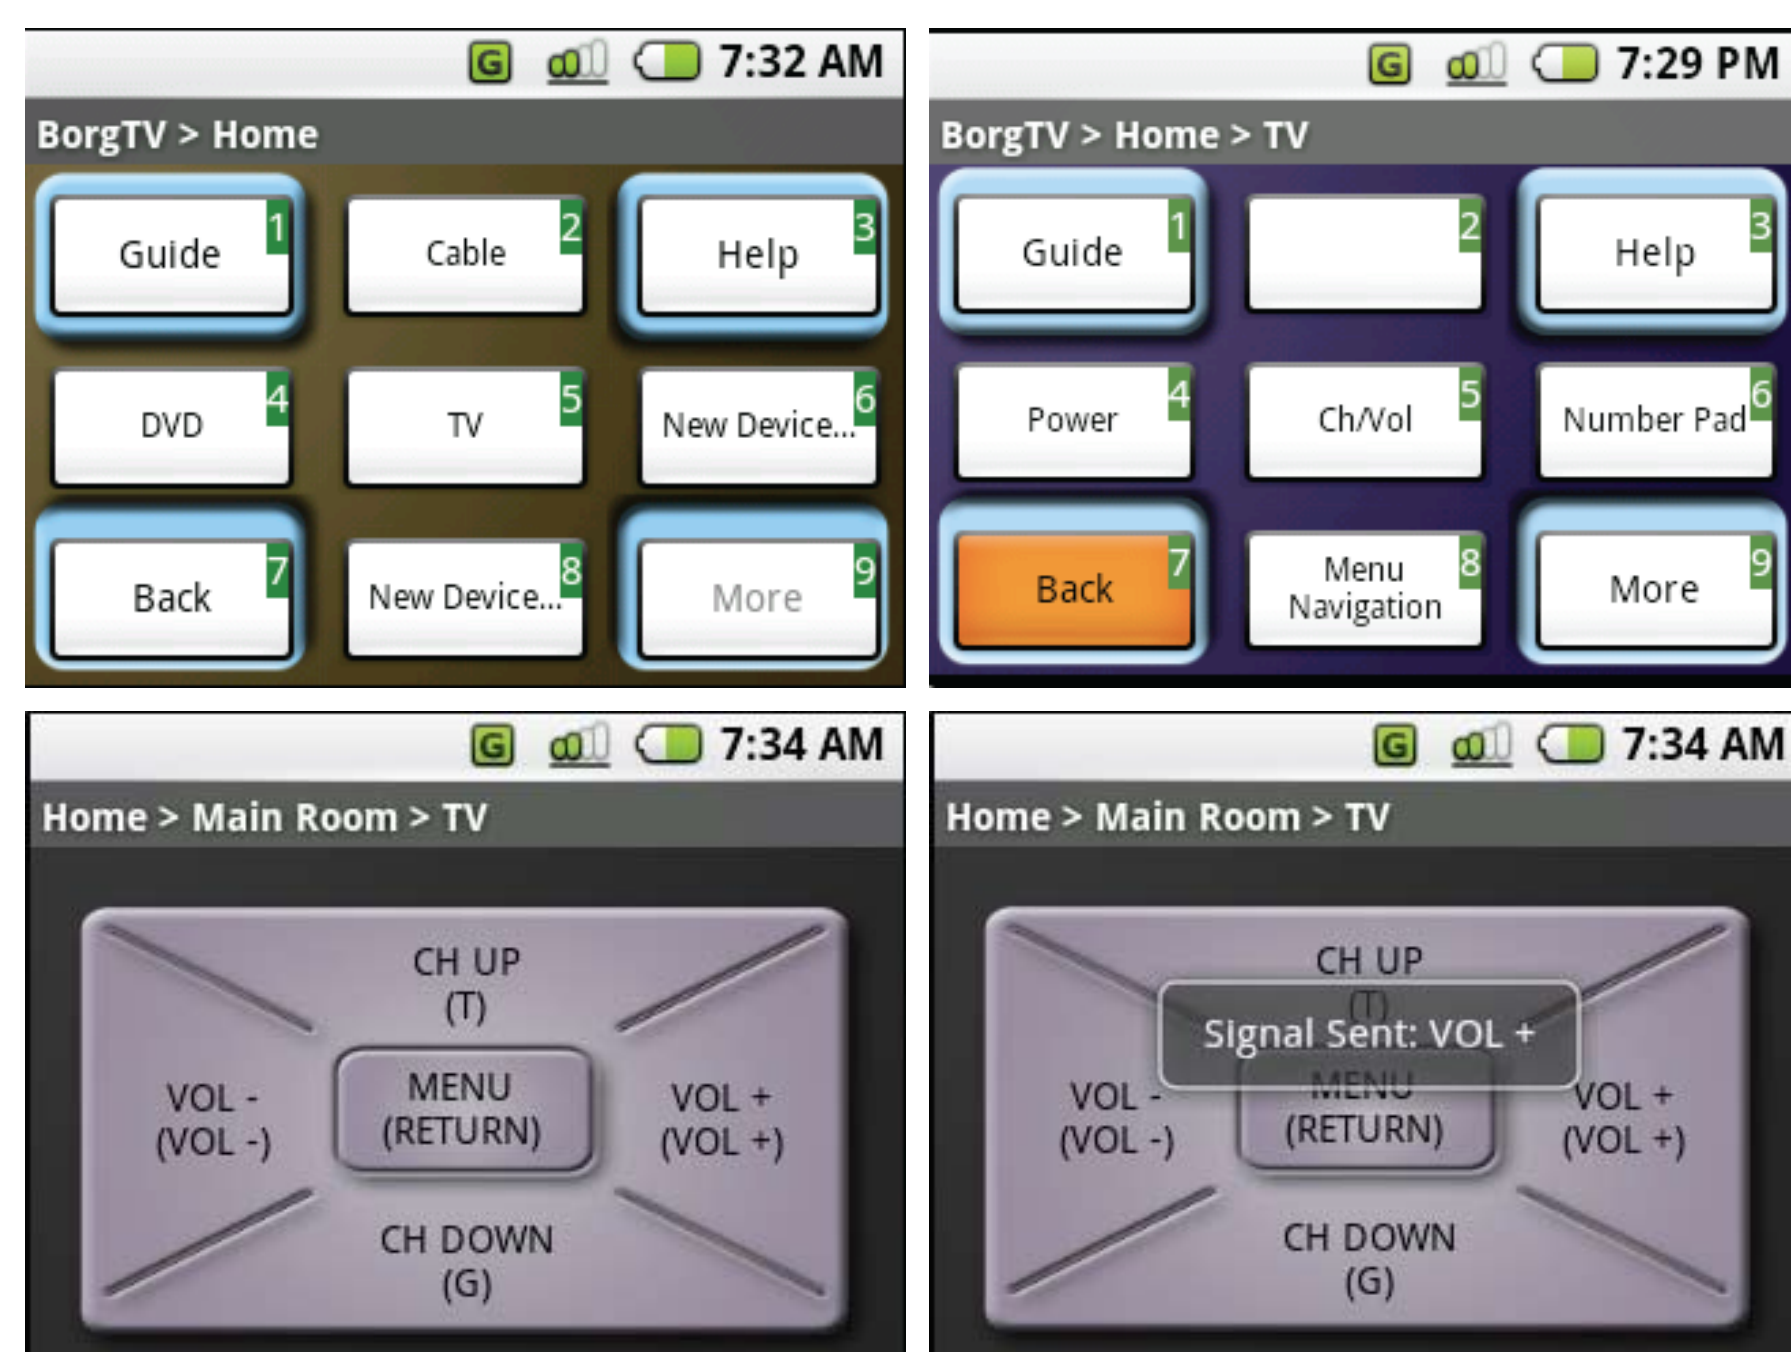 G 7:32 AM
BorgTV > Home
Guide 1
Cable 2
Help 3
DVD 4
TV 5
New Device... 6
Back 7
New Device... 8
More 9
G 7:29 PM
BorgTV > Home > TV
Guide 1
2
Help 3
Power 4
Ch/Vol 5
Number Pad 6
Back 7
Menu
Navigation 8
More 9
G 7:34 AM
Home > Main Room > TV
CH UP
(T)
VOL -
(VOL -)
MENU
(RETURN)
VOL +
(VOL +)
CH DOWN
(G)
G 7:34 AM
Home > Main Room > TV
CH UP
(T)
Signal Sent: VOL +
VOL -
(VOL -)
MENU
(RETURN)
VOL +
(VOL +)
CH DOWN
(G)